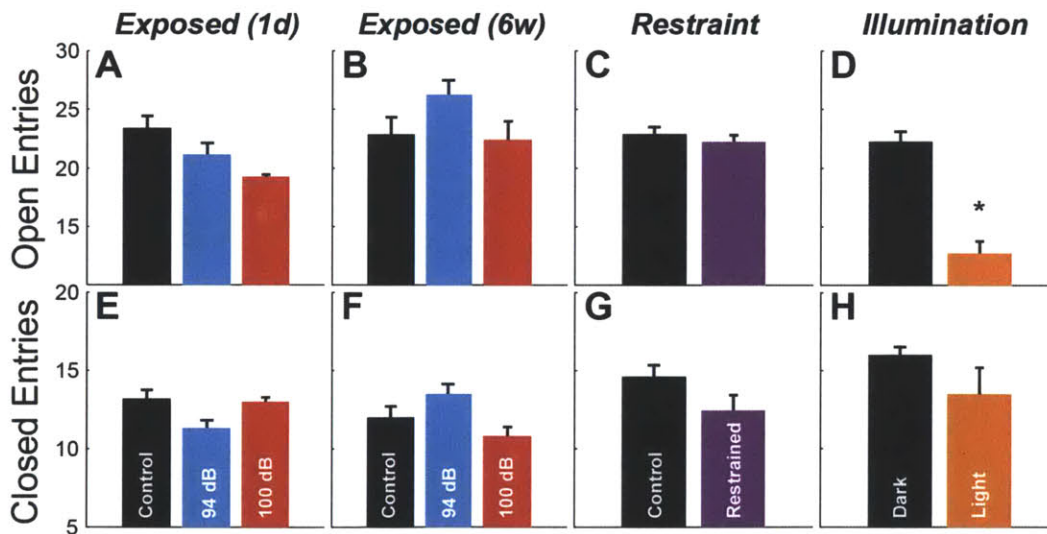 Exposed (1d) Exposed (6w) Restraint Illumination
Open Entries
30
25
20
15
A
B
C
D
*
Closed Entries
20
15
10
5
E
F
G
H
Control
94 dB
100 dB
Control
94 dB
100 dB
Control
Restrained
Dark
Light